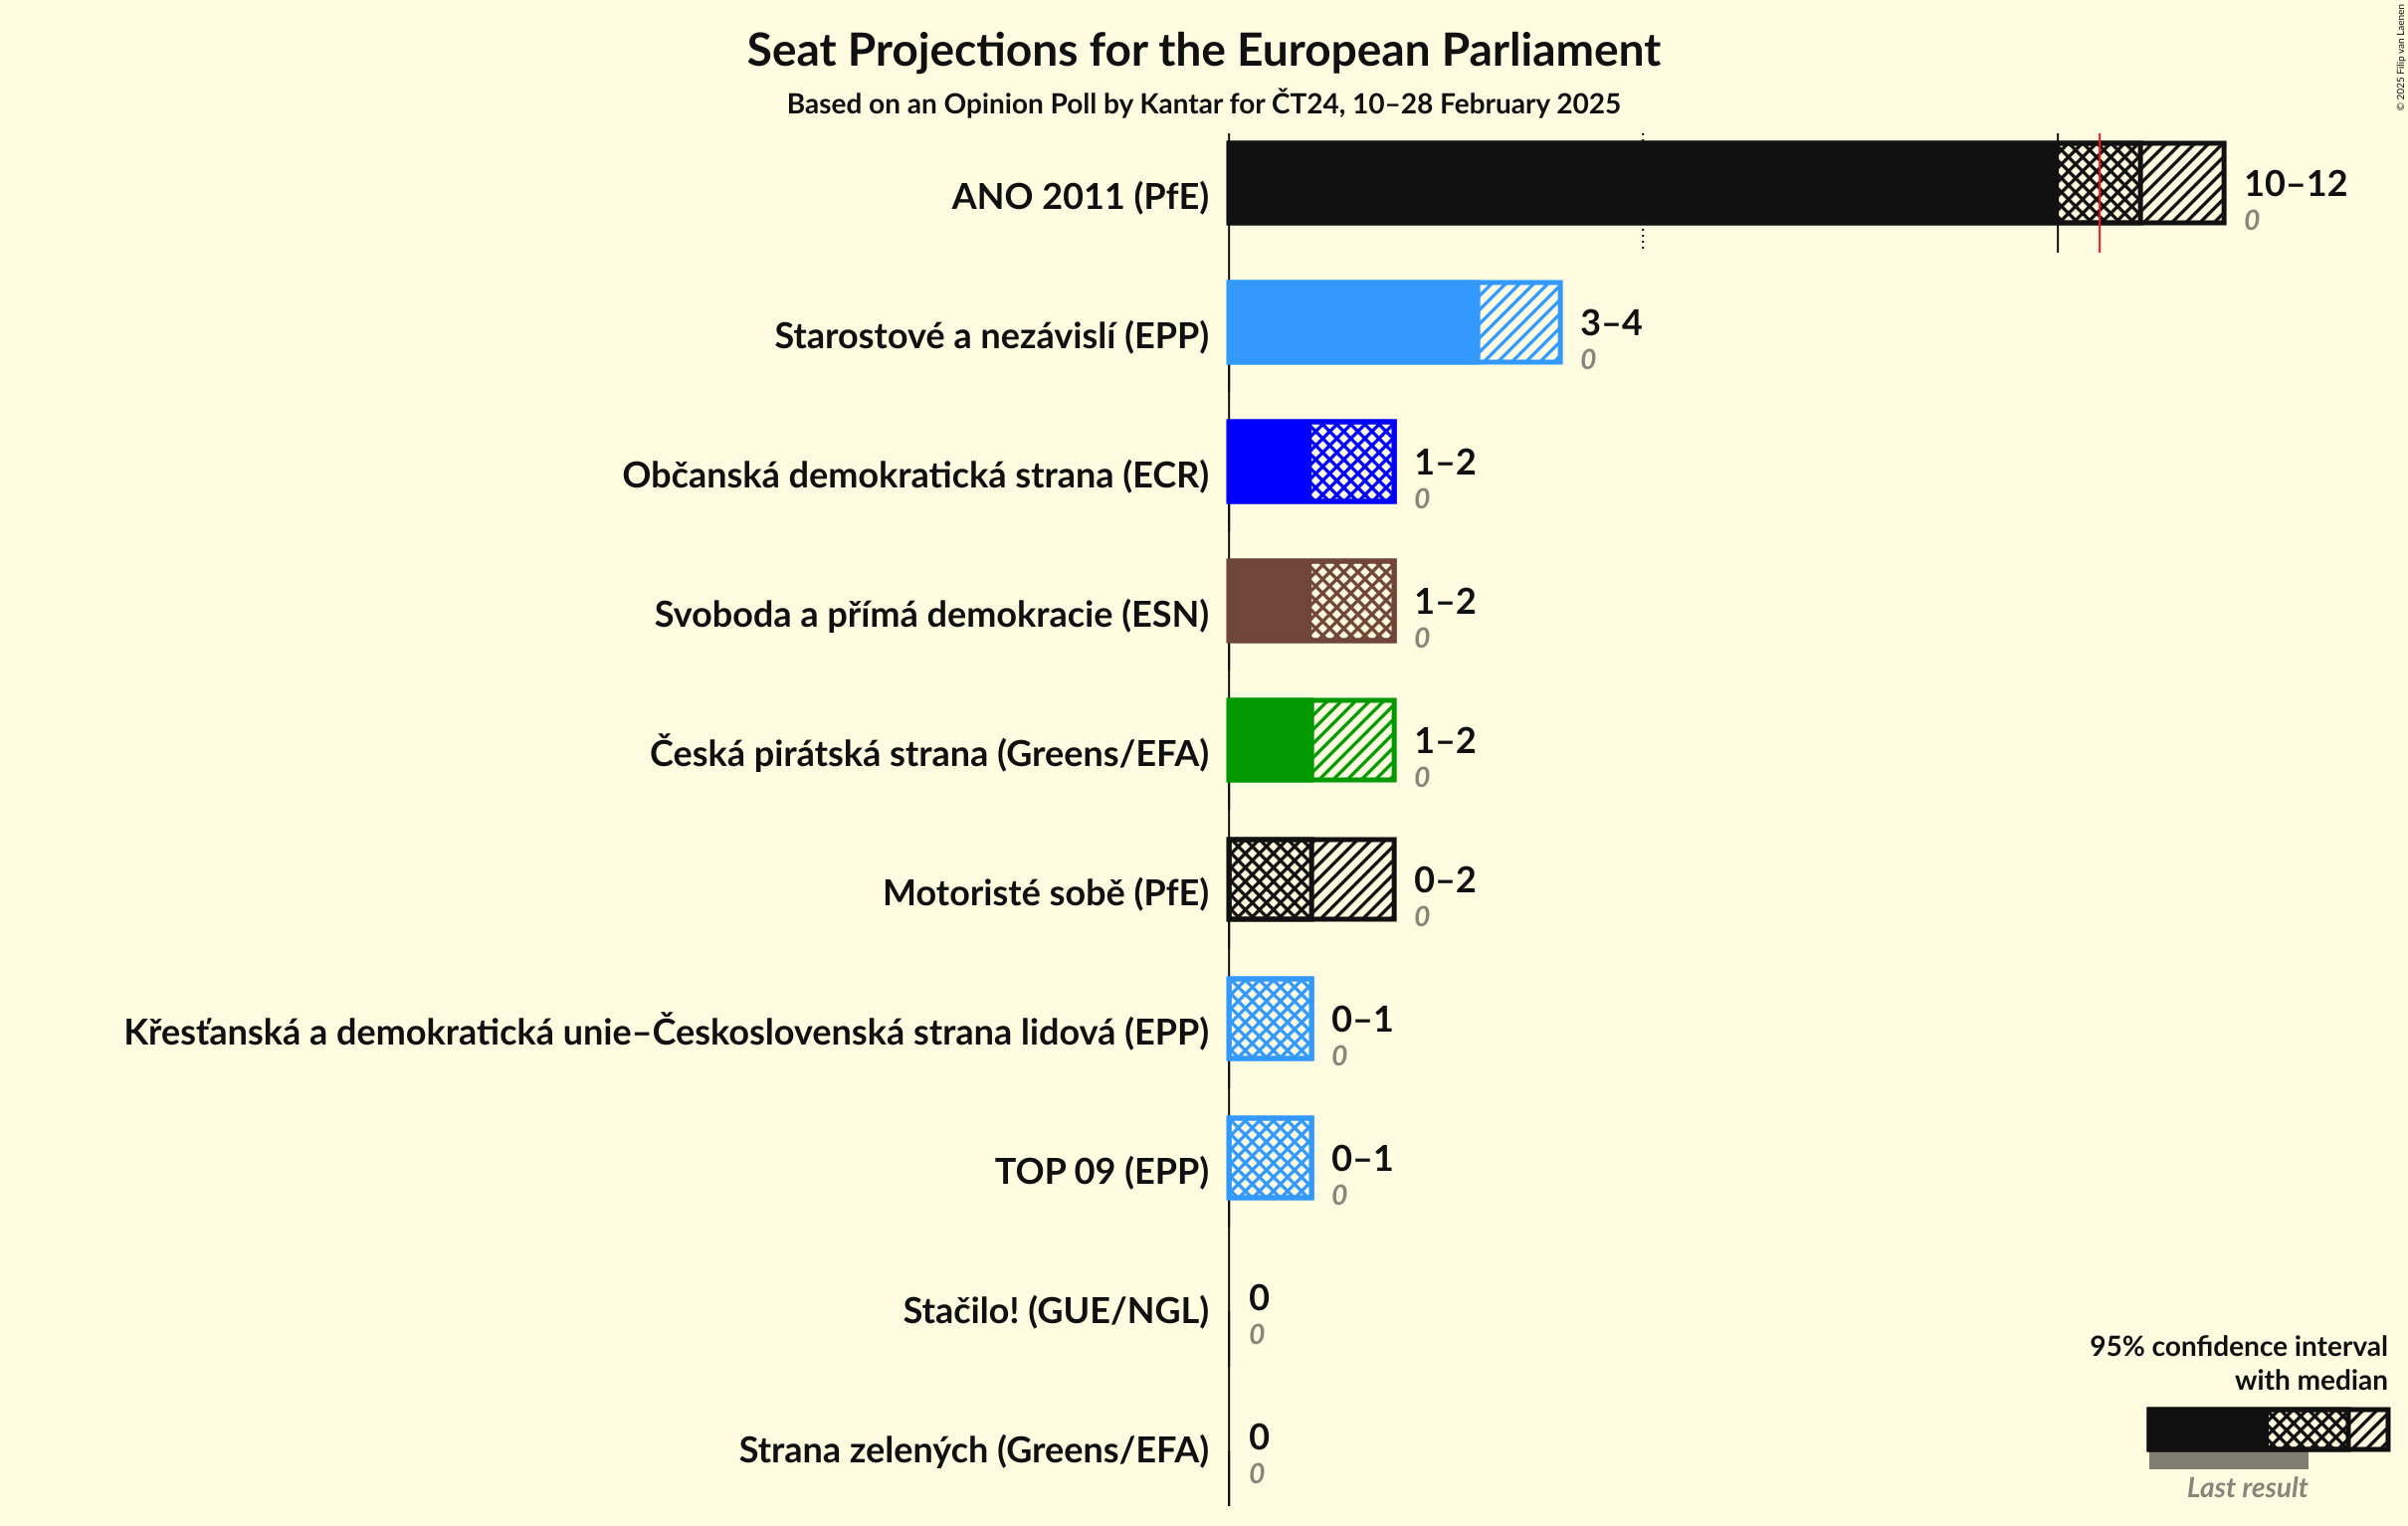 Seat Projections for the European Parliament
Based on an Opinion Poll by Kantar for ČT24, 10–28 February 2025
© 2025 Filip van Laenen
ANO 2011 (PfE)
10–12
0
Starostové a nezávislí (EPP)
3–4
0
Občanská demokratická strana (ECR)
1–2
0
Svoboda a přímá demokracie (ESN)
1–2
0
Česká pirátská strana (Greens/EFA)
1–2
0
Motoristé sobě (PfE)
0–2
0
Křesťanská a demokratická unie–Československá strana lidová (EPP)
0–1
0
TOP 09 (EPP)
0–1
0
Stačilo! (GUE/NGL)
0
0
Strana zelených (Greens/EFA)
0
0
95% confidence interval
with median
Last result